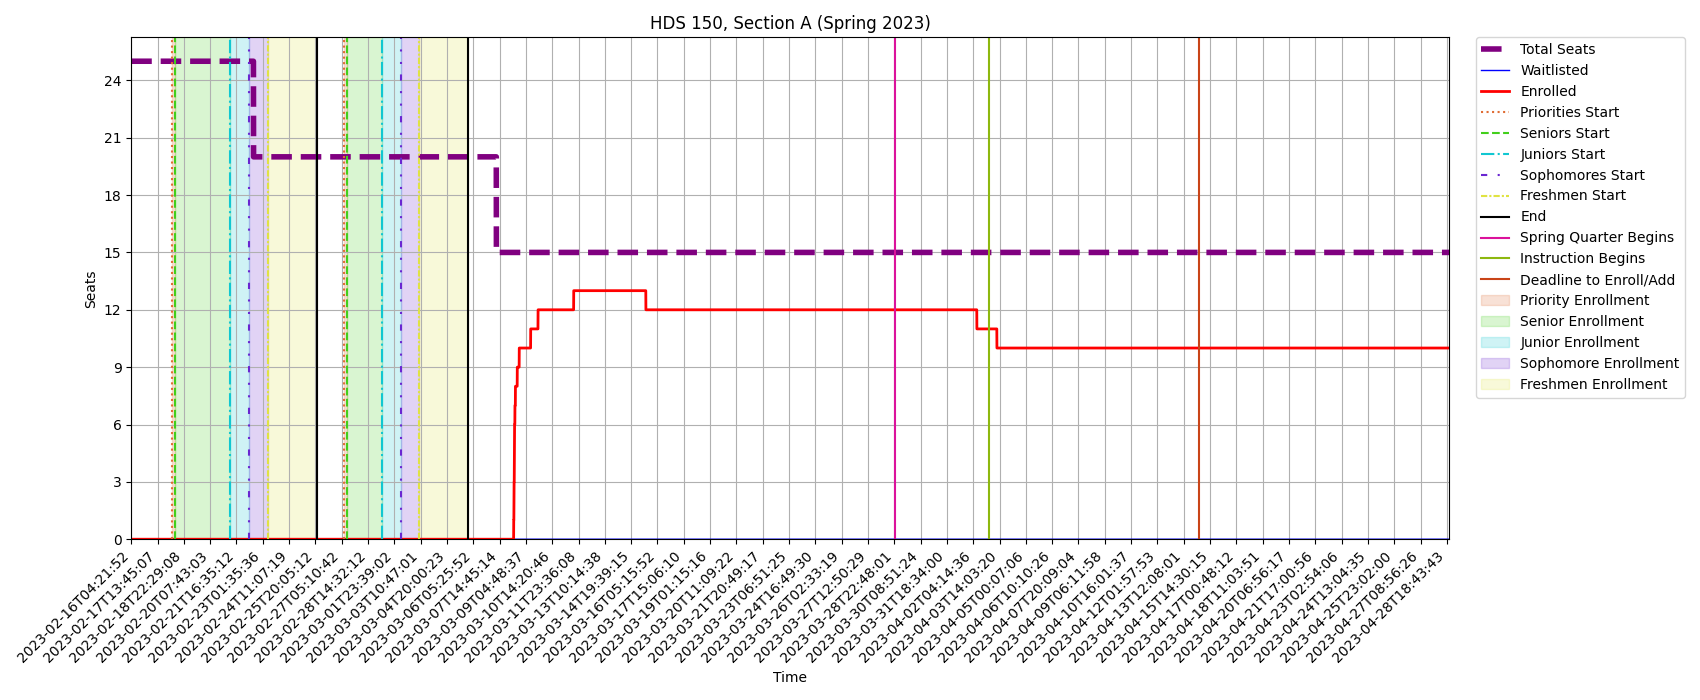 HDS 150, Section A (Spring 2023)
Seats
24
21
18
15
12
9
6
3
0
2023-02-16T04:21:52
2023-02-17T13:45:07
2023-02-18T22:29:08
2023-02-20T07:43:03
2023-02-21T16:35:12
2023-02-23T01:35:36
2023-02-24T11:07:19
2023-02-25T20:05:12
2023-02-27T05:10:42
2023-02-28T14:32:12
2023-03-01T23:39:02
2023-03-03T10:47:01
2023-03-04T20:00:23
2023-03-06T05:25:52
2023-03-07T14:45:14
2023-03-09T04:48:37
2023-03-10T14:20:46
2023-03-11T23:36:08
2023-03-13T10:14:38
2023-03-14T19:39:15
2023-03-16T05:15:52
2023-03-17T15:06:10
2023-03-19T01:15:16
2023-03-20T11:09:22
2023-03-21T20:49:17
2023-03-23T06:51:25
2023-03-24T16:49:30
2023-03-26T02:33:19
2023-03-27T12:50:29
2023-03-28T22:48:01
2023-03-30T08:51:24
2023-03-31T18:34:00
2023-04-02T04:14:36
2023-04-03T14:03:20
2023-04-05T00:07:06
2023-04-06T10:10:26
2023-04-07T20:09:04
2023-04-09T06:11:58
2023-04-10T16:01:37
2023-04-12T01:57:53
2023-04-13T12:08:01
2023-04-15T14:30:15
2023-04-17T00:48:12
2023-04-18T11:03:51
2023-04-20T06:56:17
2023-04-21T17:00:56
2023-04-23T02:54:06
2023-04-24T13:04:35
2023-04-25T23:02:00
2023-04-27T08:56:26
2023-04-28T18:43:43
Time
Total Seats
Waitlisted
Enrolled
Priorities Start
Seniors Start
Juniors Start
Sophomores Start
Freshmen Start
End
Spring Quarter Begins
Instruction Begins
Deadline to Enroll/Add
Priority Enrollment
Senior Enrollment
Junior Enrollment
Sophomore Enrollment
Freshmen Enrollment